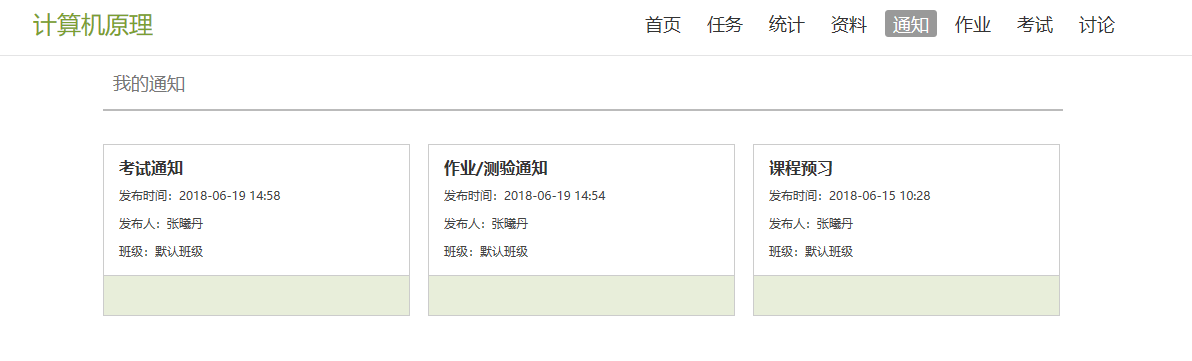 计算机原理
首页 任务 统计 资料 通知 作业 考试 讨论
我的通知
考试通知
发布时间：2018-06-19 14:58
发布人：张曦丹
班级：默认班级
作业/测验通知
发布时间：2018-06-19 14:54
发布人：张曦丹
班级：默认班级
课程预习
发布时间：2018-06-15 10:28
发布人：张曦丹
班级：默认班级